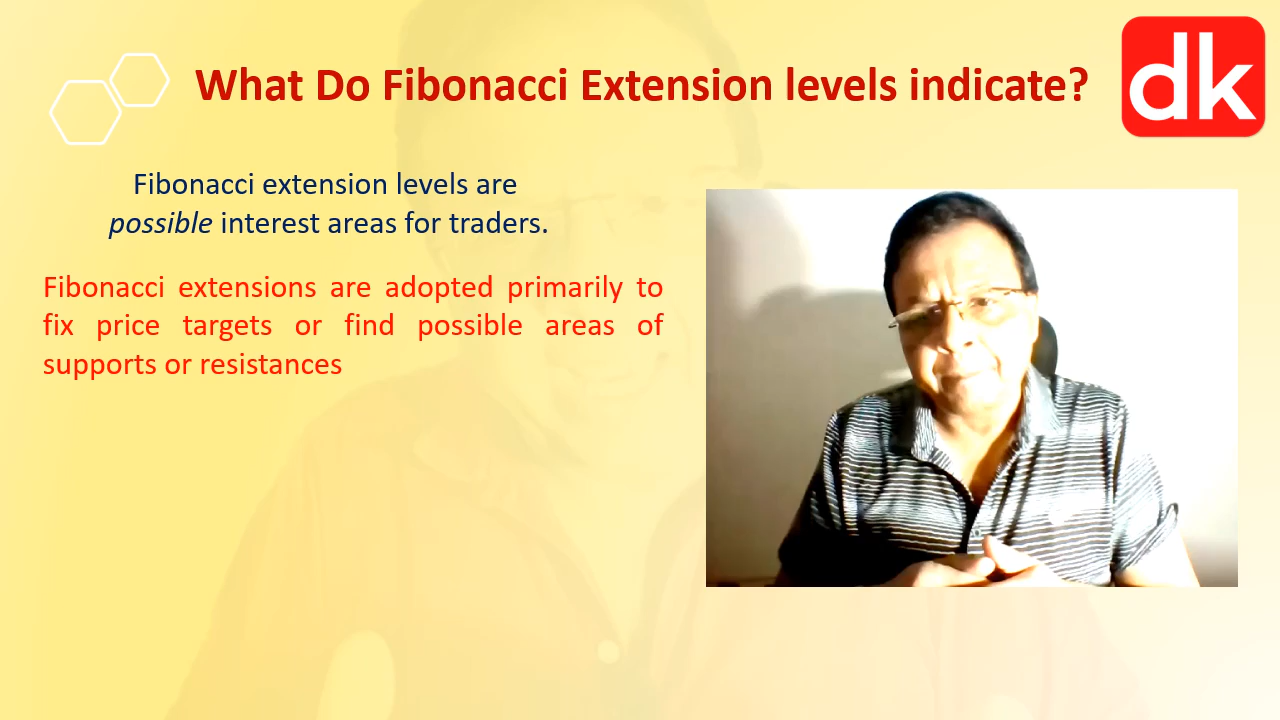 What Do Fibonacci Extension levels indicate?
dk
Fibonacci extension levels are
possible interest areas for traders.
Fibonacci extensions are adopted primarily to
fix price targets or find possible areas of
supports or resistances